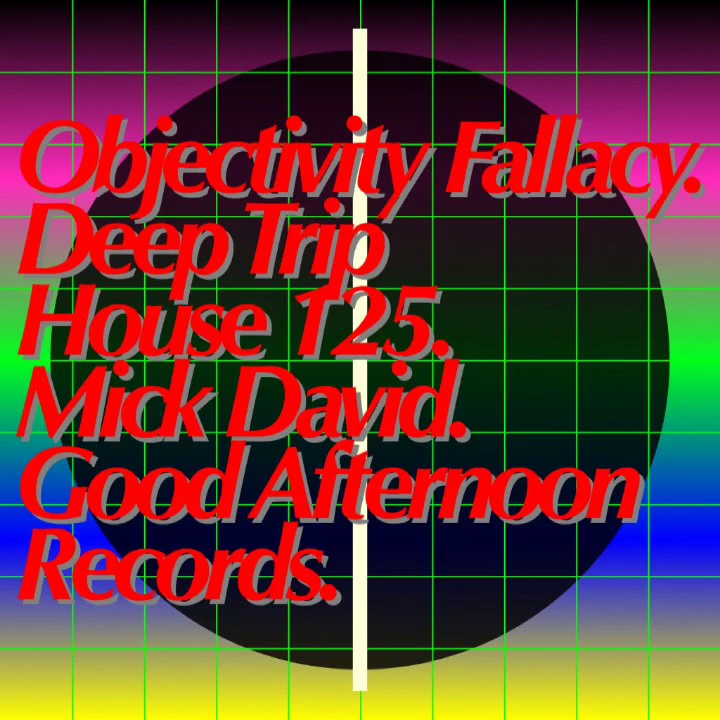 Objectivity Fallacy.
Deep Trip
House 125.
Mick David.
Good Afternoon
Records.